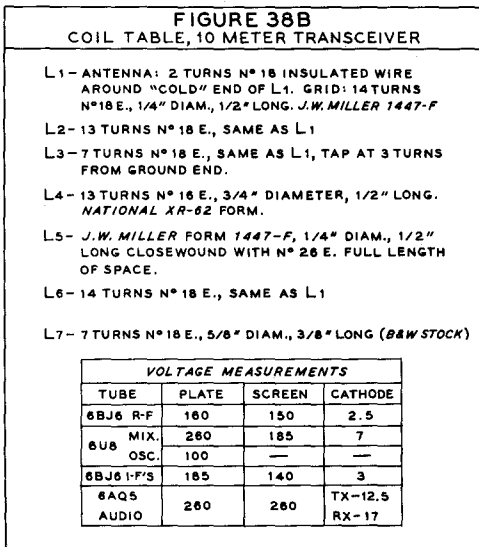 FIGURE 38B
COIL TABLE, 10 METER TRANSCEIVER
L1- ANTENNA: 2 TURNS Nº 18 INSULATED WIRE
AROUND "COLD" END OF L1. GRID: 14 TURNS
Nº18 E., 1/4" DIAM., 1/2" LONG. J.W. MILLER 1447-F
L2- 13 TURNS Nº 18 E., SAME AS L1
L3- 7 TURNS Nº 18 E., SAME AS L1, TAP AT 3 TURNS
FROM GROUND END.
L4- 13 TURNS Nº 16 E., 3/4" DIAMETER, 1/2" LONG.
NATIONAL XR-62 FORM.
L5- J.W. MILLER FORM 1447-F, 1/4" DIAM., 1/2"
LONG CLOSEWOUND WITH Nº 26 E. FULL LENGTH
OF SPACE.
L6- 14 TURNS Nº 18 E., SAME AS L1
L7- 7 TURNS Nº 18 E., 5/8" DIAM., 3/8" LONG (B&W STOCK)
VOLTAGE MEASUREMENTS
TUBE PLATE SCREEN CATHODE
6BJ6 R-F 160 150 2.5
6U8 MIX. 260 185 7
OSC. 100 — —
6BJ6 I-F'S 185 140 3
6AQ5 AUDIO 260 260 TX-12.5
RX-17